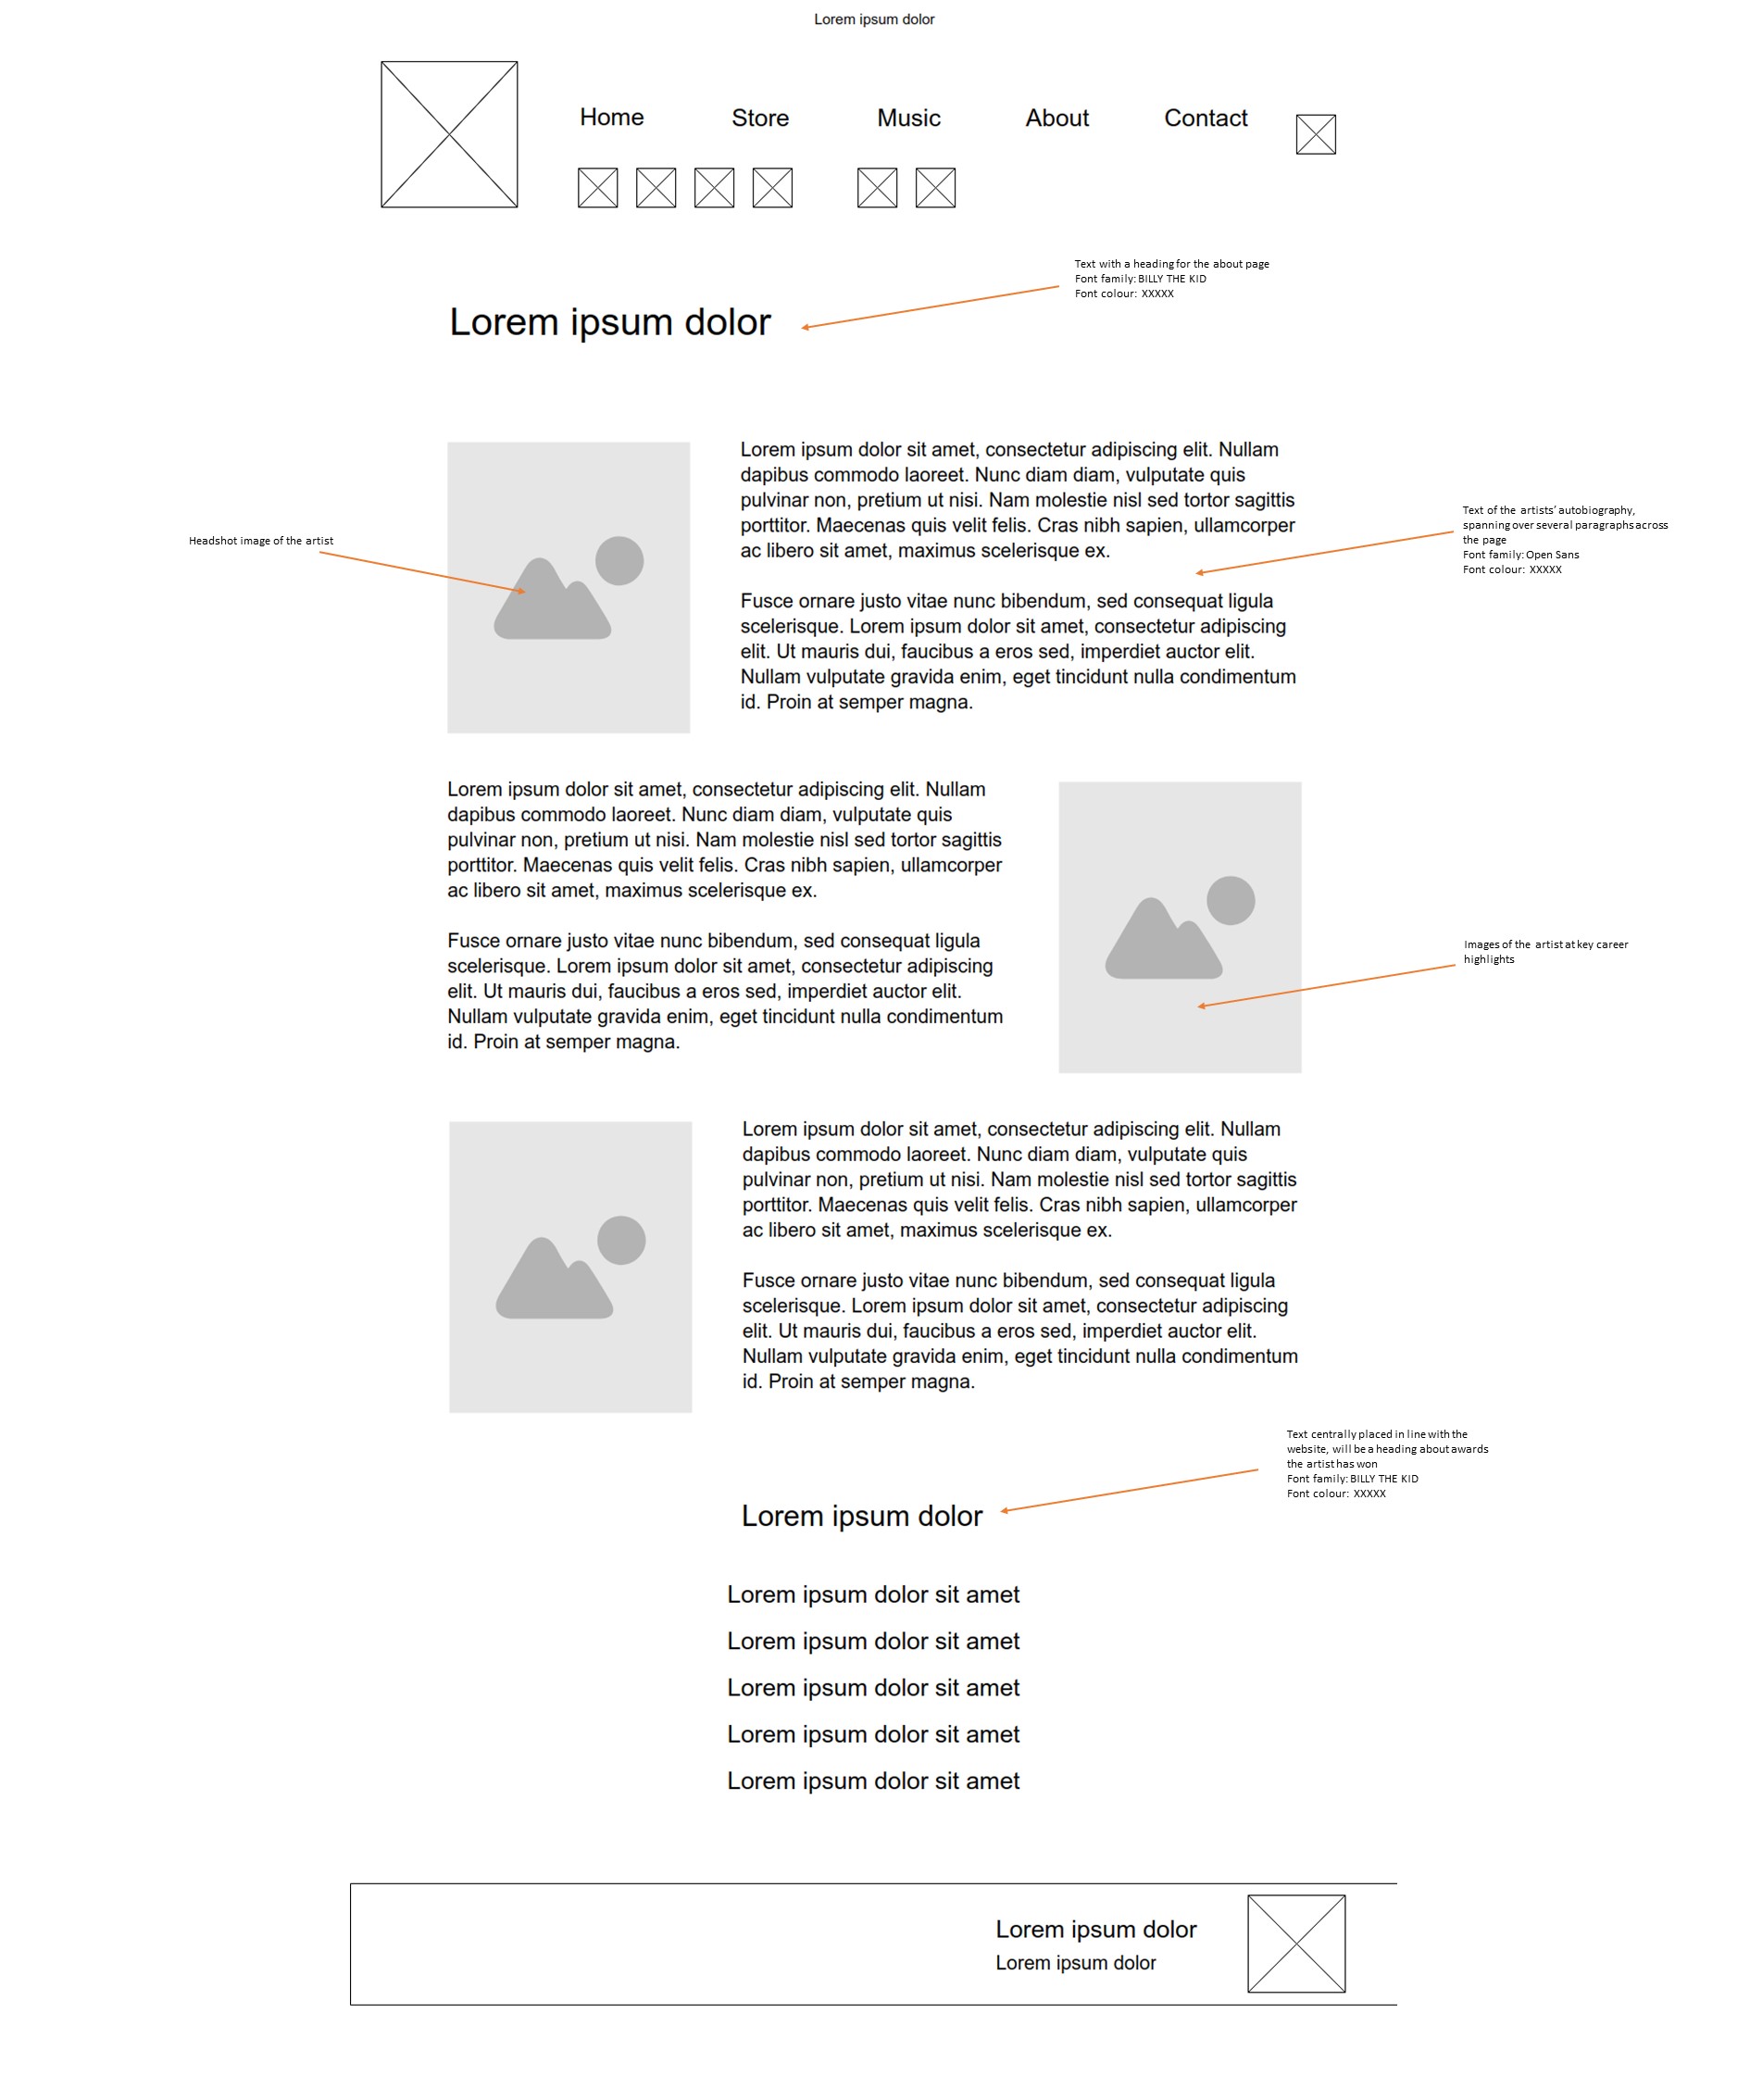 Lorem ipsum dolor
Home
Store
Music
About
Contact
Text with a heading for the about page
Font family: BILLY THE KID
Font colour: XXXXX
Lorem ipsum dolor
Headshot image of the artist
Lorem ipsum dolor sit amet, consectetur adipiscing elit. Nullam
dapibus commodo laoreet. Nunc diam diam, vulputate quis
pulvinar non, pretium ut nisi. Nam molestie nisl sed tortor sagittis
porttitor. Maecenas quis velit felis. Cras nibh sapien, ullamcorper
ac libero sit amet, maximus scelerisque ex.
Fusce ornare justo vitae nunc bibendum, sed consequat ligula
scelerisque. Lorem ipsum dolor sit amet, consectetur adipiscing
elit. Ut mauris dui, faucibus a eros sed, imperdiet auctor elit.
Nullam vulputate gravida enim, eget tincidunt nulla condimentum
id. Proin at semper magna.
Text of the artists' autobiography,
spanning over several paragraphs across
the page
Font family: Open Sans
Font colour: XXXXX
Lorem ipsum dolor sit amet, consectetur adipiscing elit. Nullam
dapibus commodo laoreet. Nunc diam diam, vulputate quis
pulvinar non, pretium ut nisi. Nam molestie nisl sed tortor sagittis
porttitor. Maecenas quis velit felis. Cras nibh sapien, ullamcorper
ac libero sit amet, maximus scelerisque ex.
Fusce ornare justo vitae nunc bibendum, sed consequat ligula
scelerisque. Lorem ipsum dolor sit amet, consectetur adipiscing
elit. Ut mauris dui, faucibus a eros sed, imperdiet auctor elit.
Nullam vulputate gravida enim, eget tincidunt nulla condimentum
id. Proin at semper magna.
Images of the artist at key career
highlights
Lorem ipsum dolor sit amet, consectetur adipiscing elit. Nullam
dapibus commodo laoreet. Nunc diam diam, vulputate quis
pulvinar non, pretium ut nisi. Nam molestie nisl sed tortor sagittis
porttitor. Maecenas quis velit felis. Cras nibh sapien, ullamcorper
ac libero sit amet, maximus scelerisque ex.
Fusce ornare justo vitae nunc bibendum, sed consequat ligula
scelerisque. Lorem ipsum dolor sit amet, consectetur adipiscing
elit. Ut mauris dui, faucibus a eros sed, imperdiet auctor elit.
Nullam vulputate gravida enim, eget tincidunt nulla condimentum
id. Proin at semper magna.
Text centrally placed in line with the
website, will be a heading about awards
the artist has won
Font family: BILLY THE KID
Font colour: XXXXX
Lorem ipsum dolor
Lorem ipsum dolor sit amet
Lorem ipsum dolor sit amet
Lorem ipsum dolor sit amet
Lorem ipsum dolor sit amet
Lorem ipsum dolor sit amet
Lorem ipsum dolor
Lorem ipsum dolor